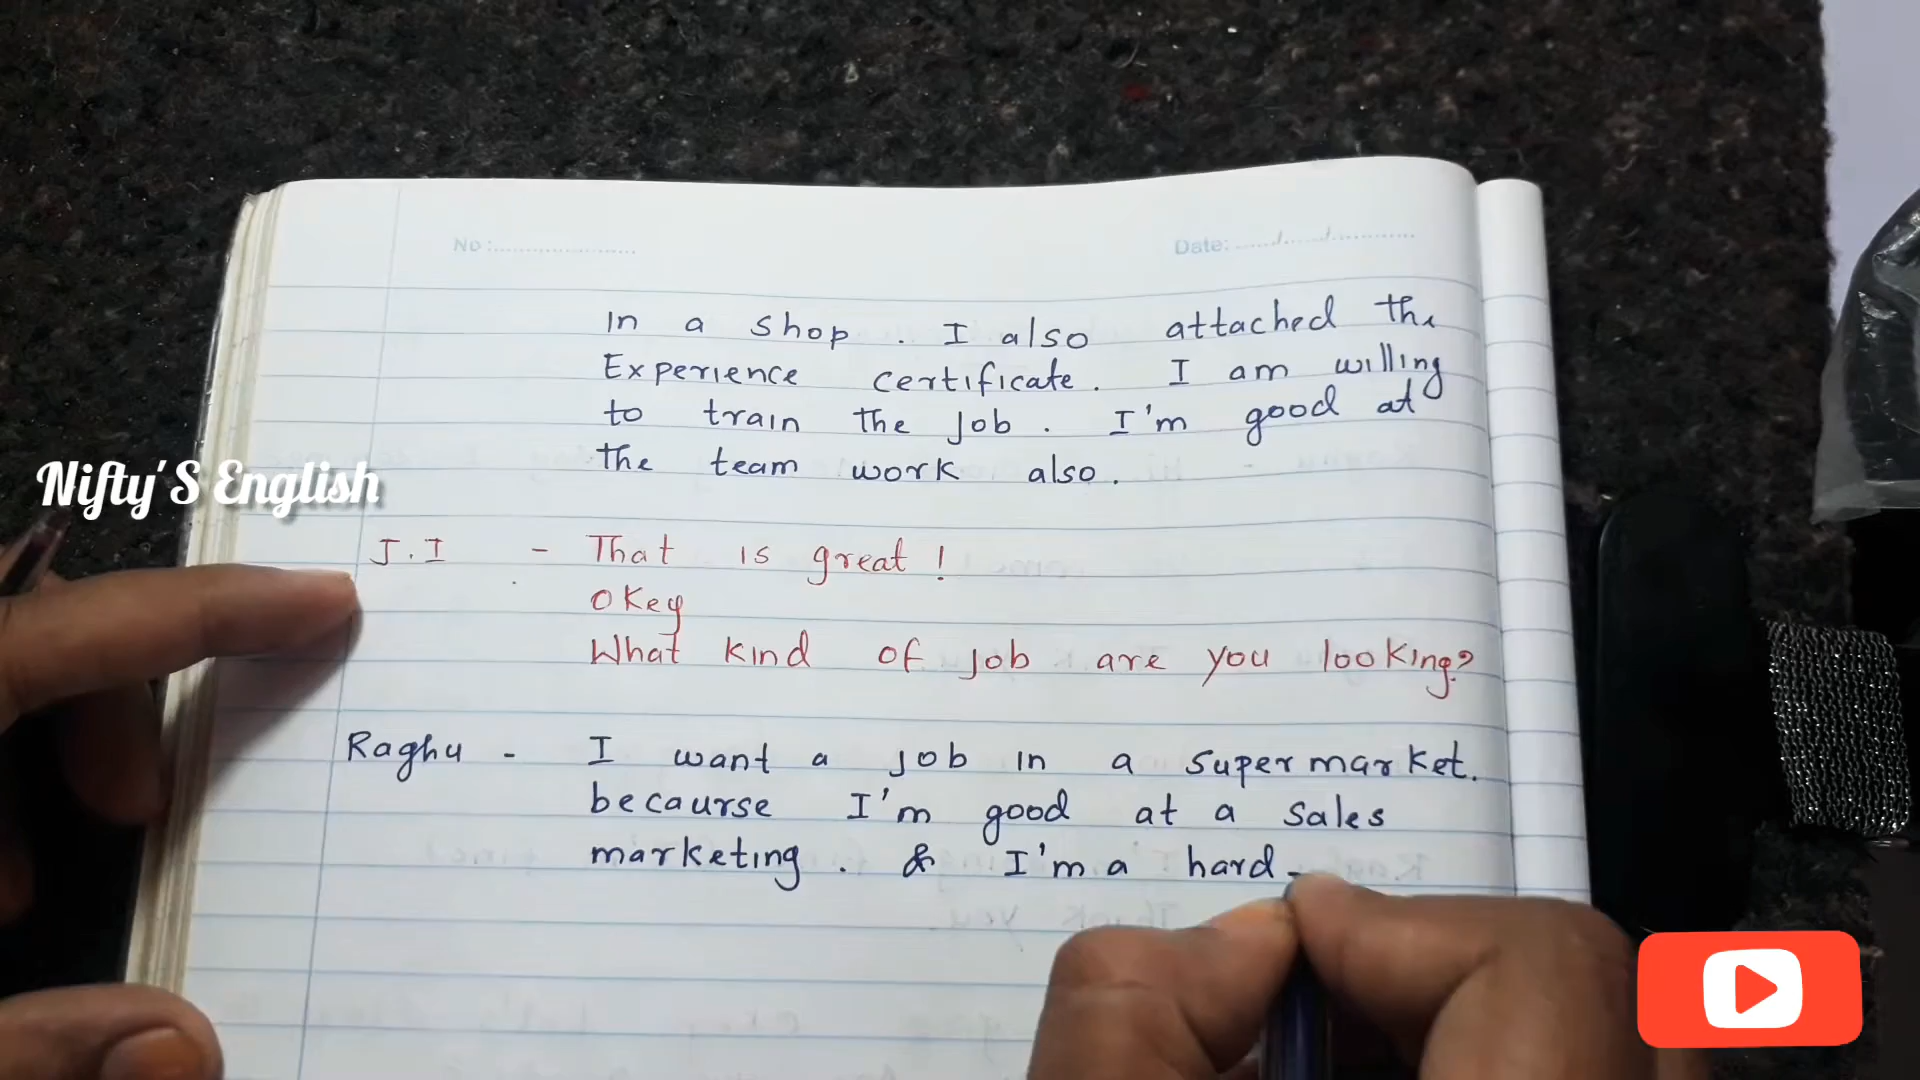 No :......................
Date: ....../....../............
In a shop . I also attached the
Experience certificate . I am willing
to train the job . I'm good at
the team work also .
Nifty'S English
J.I - That is great !
Okey
What kind of job are you looking?
Raghu - I want a job in a supermarket.
becaurse I'm good at a sales
marketing . & I'm a hard-